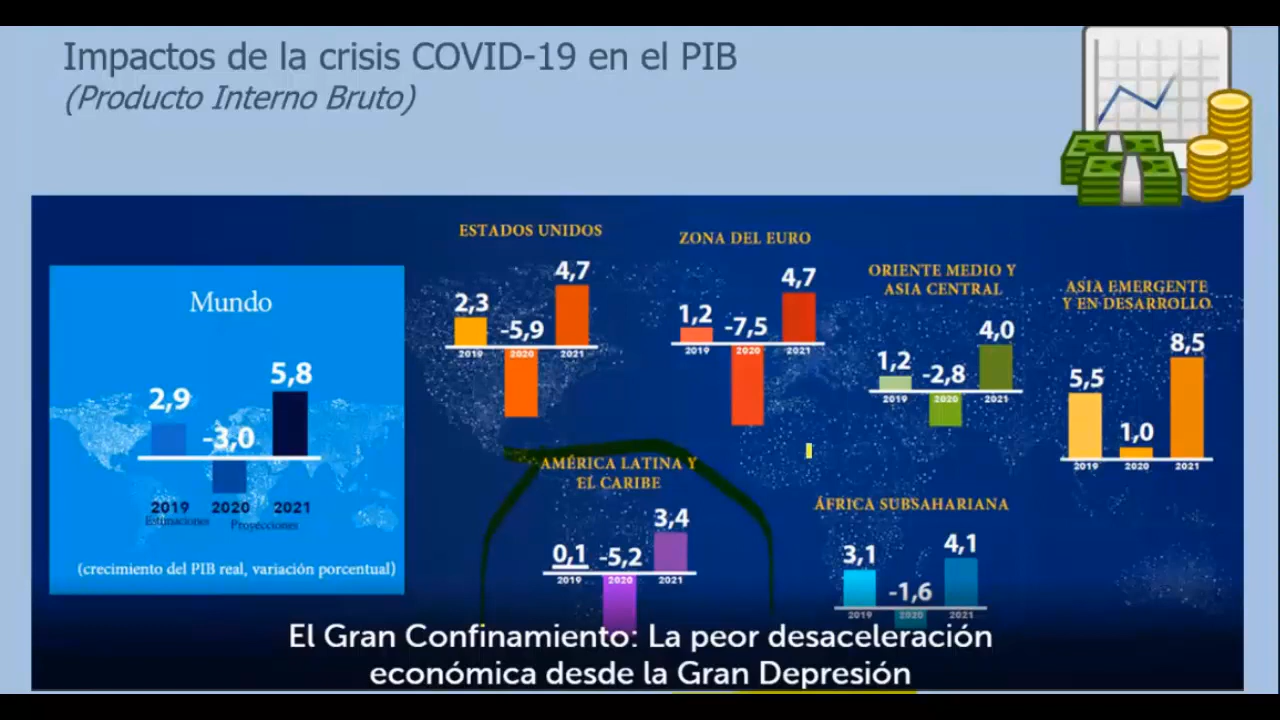 Impactos de la crisis COVID-19 en el PIB
(Producto Interno Bruto)
Mundo
2,9
-3,0
5,8
2019 2020 2021
Estimaciones Proyecciones
(crecimiento del PIB real, variación porcentual)
ESTADOS UNIDOS
2,3
-5,9
4,7
2019 2020 2021
ZONA DEL EURO
1,2
-7,5
4,7
2019 2020 2021
ORIENTE MEDIO Y
ASIA CENTRAL
1,2
-2,8
4,0
2019 2020 2021
ASIA EMERGENTE
Y EN DESARROLLO
5,5
1,0
8,5
2019 2020 2021
AMÉRICA LATINA Y
EL CARIBE
0,1
-5,2
3,4
2019 2020 2021
ÁFRICA SUBSAHARIANA
3,1
-1,6
4,1
2019 2020 2021
El Gran Confinamiento: La peor desaceleración
económica desde la Gran Depresión